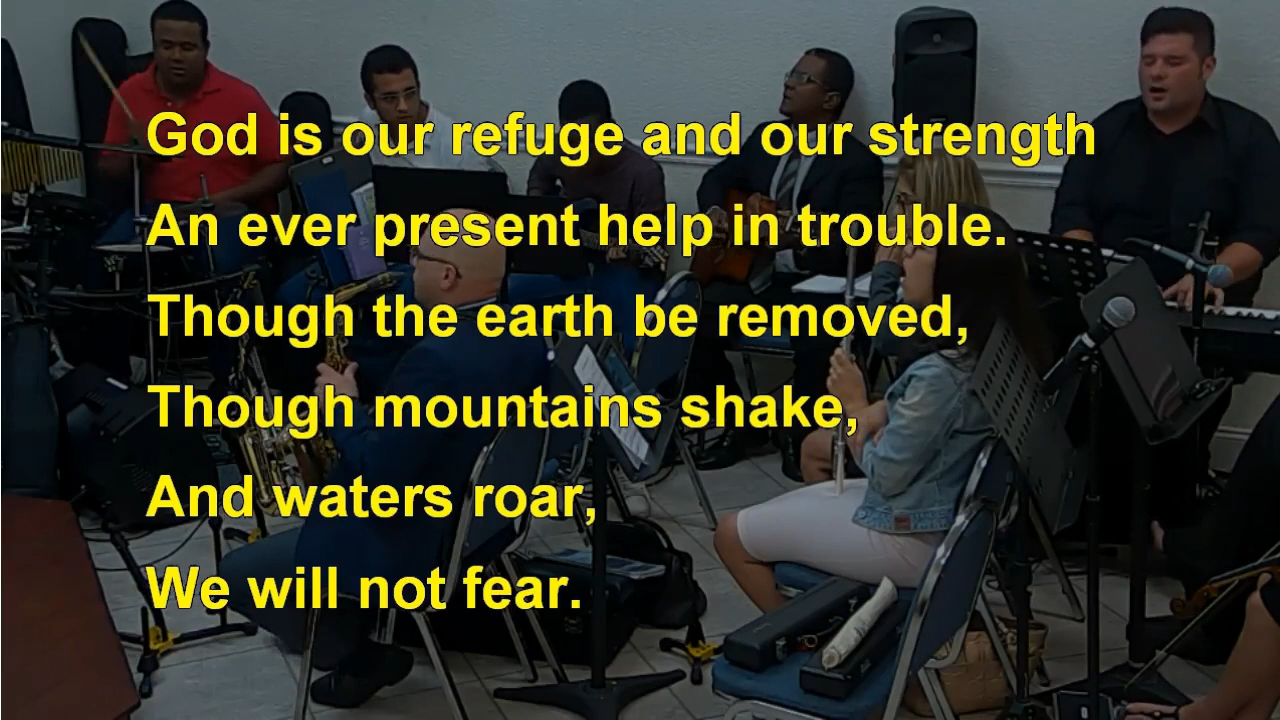 God is our refuge and our strength
An ever present help in trouble.
Though the earth be removed,
Though mountains shake,
And waters roar,
We will not fear.